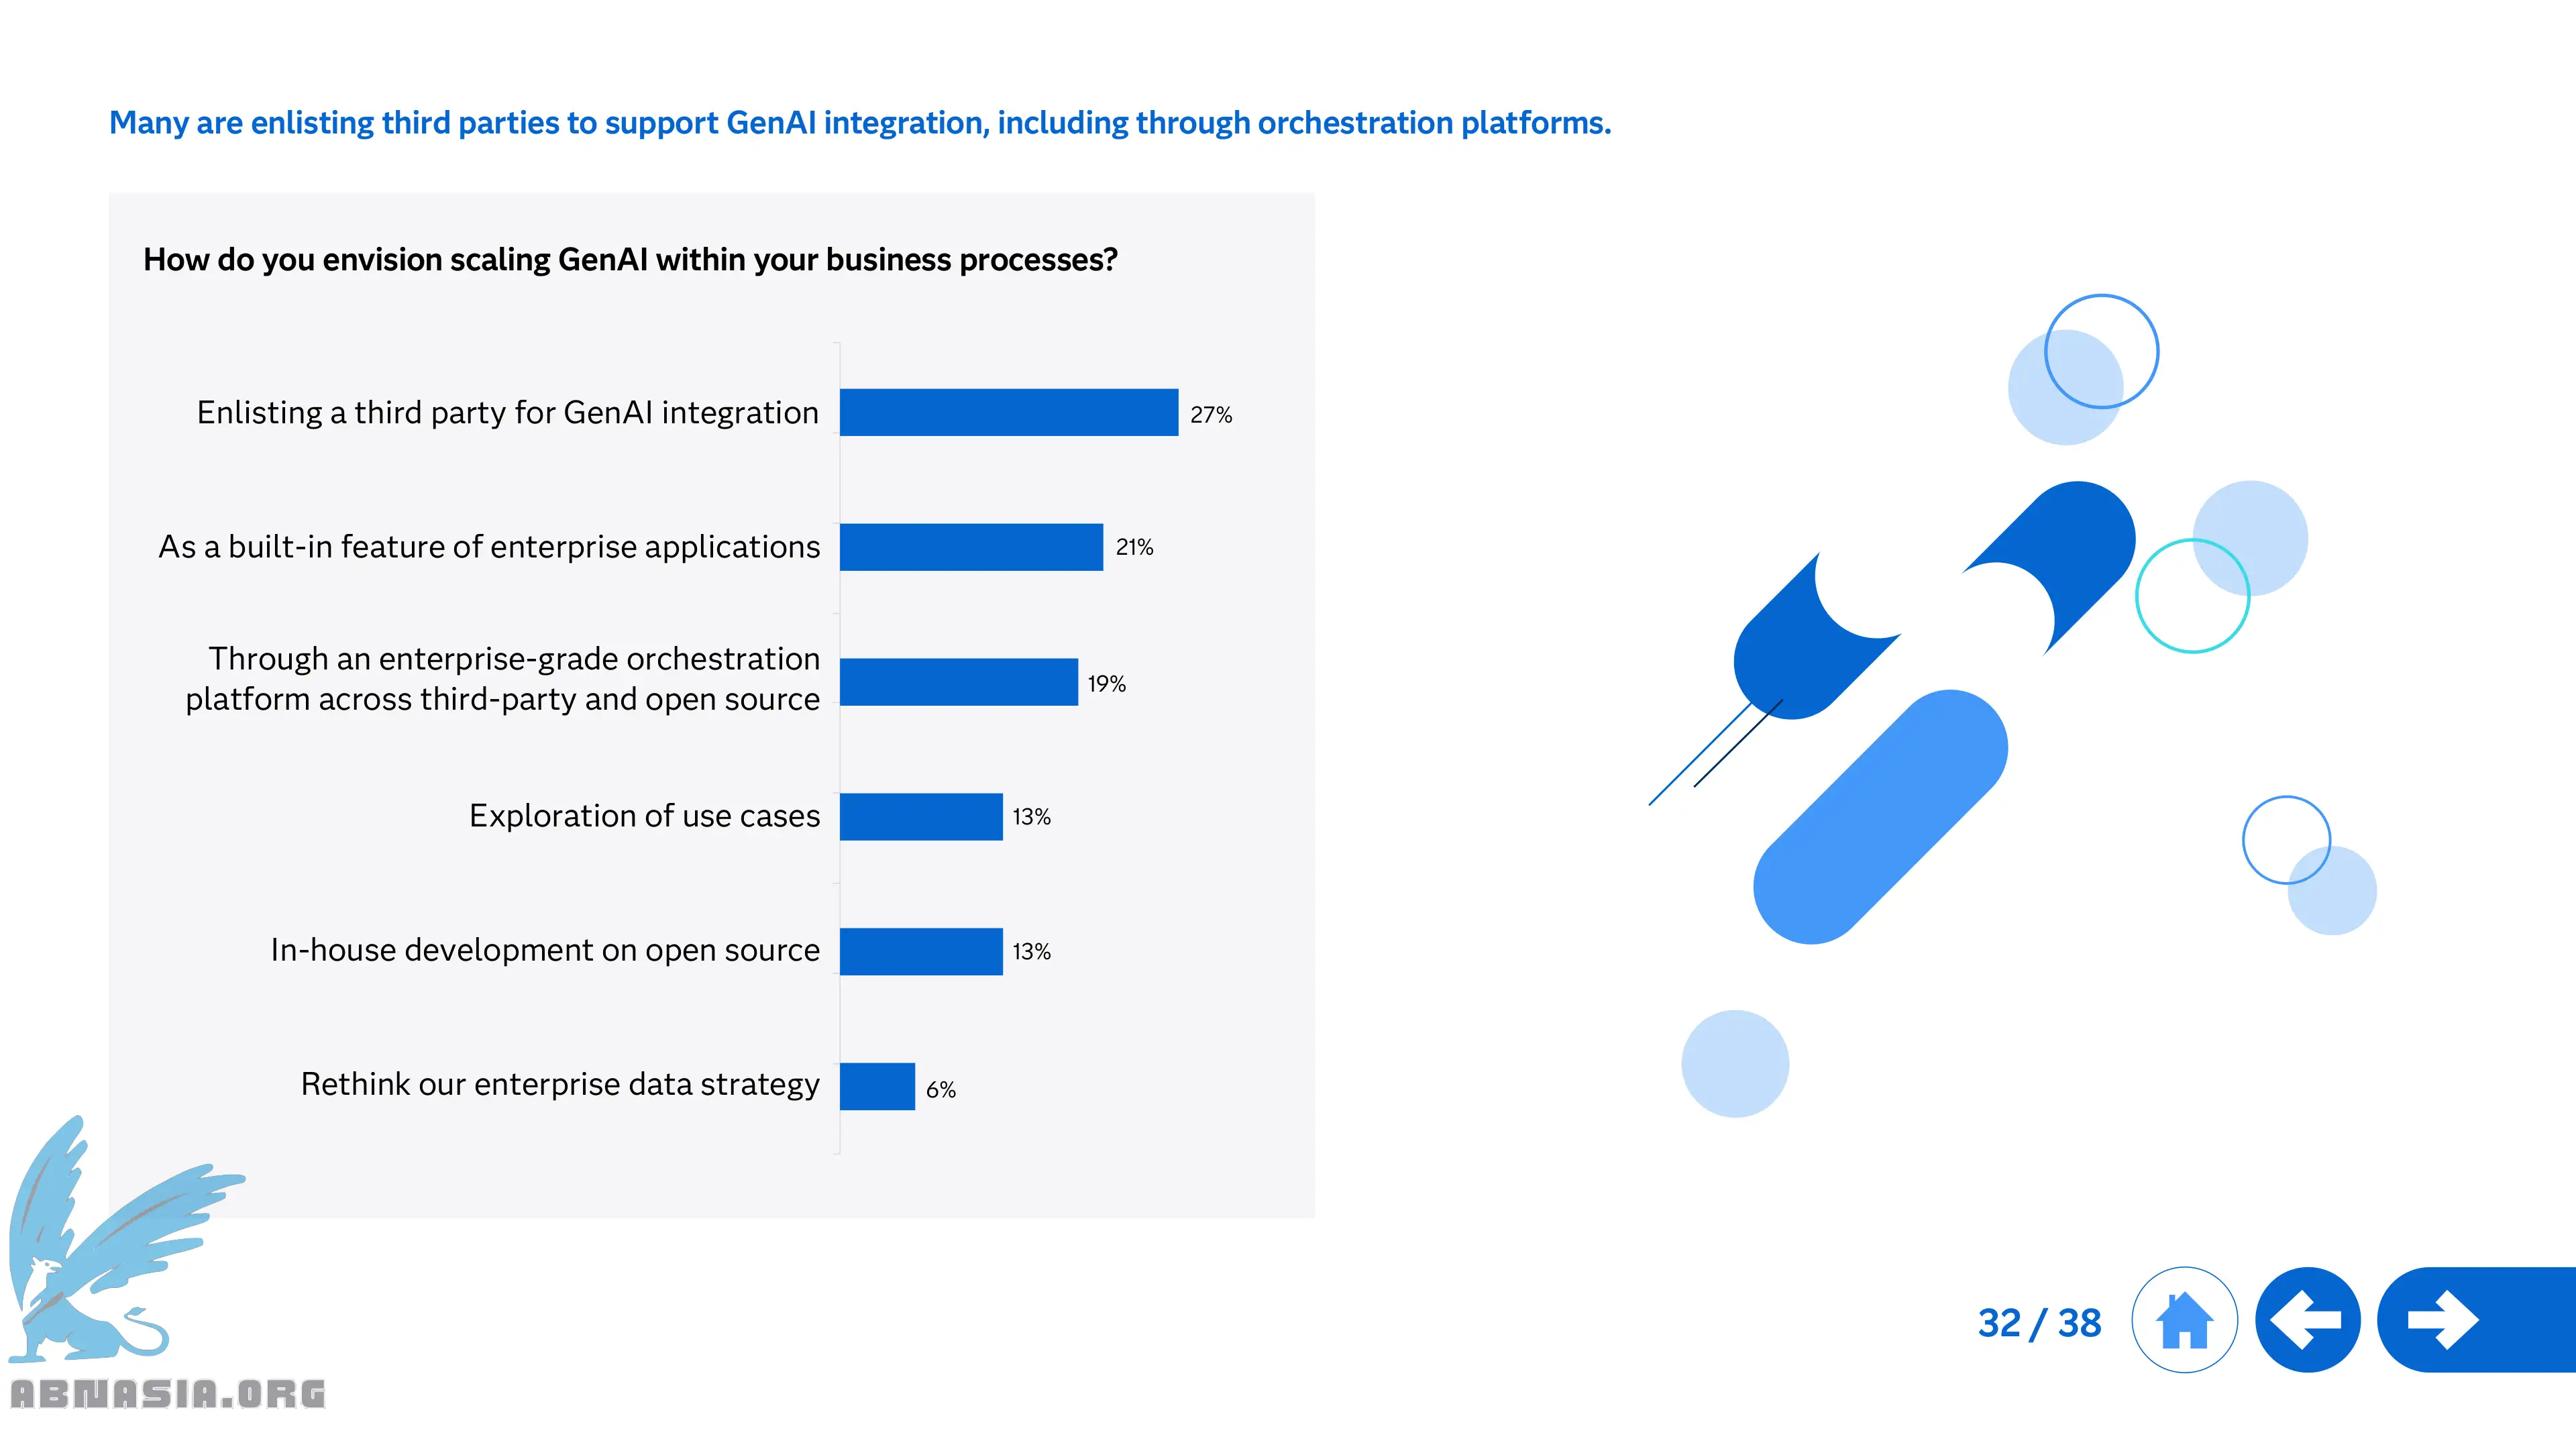 Many are enlisting third parties to support GenAI integration, including through orchestration platforms.
How do you envision scaling GenAI within your business processes?
Enlisting a third party for GenAI integration
27%
As a built-in feature of enterprise applications
21%
Through an enterprise-grade orchestration
platform across third-party and open source
19%
Exploration of use cases
13%
In-house development on open source
13%
Rethink our enterprise data strategy
6%
32 / 38
ABNASIA.ORG